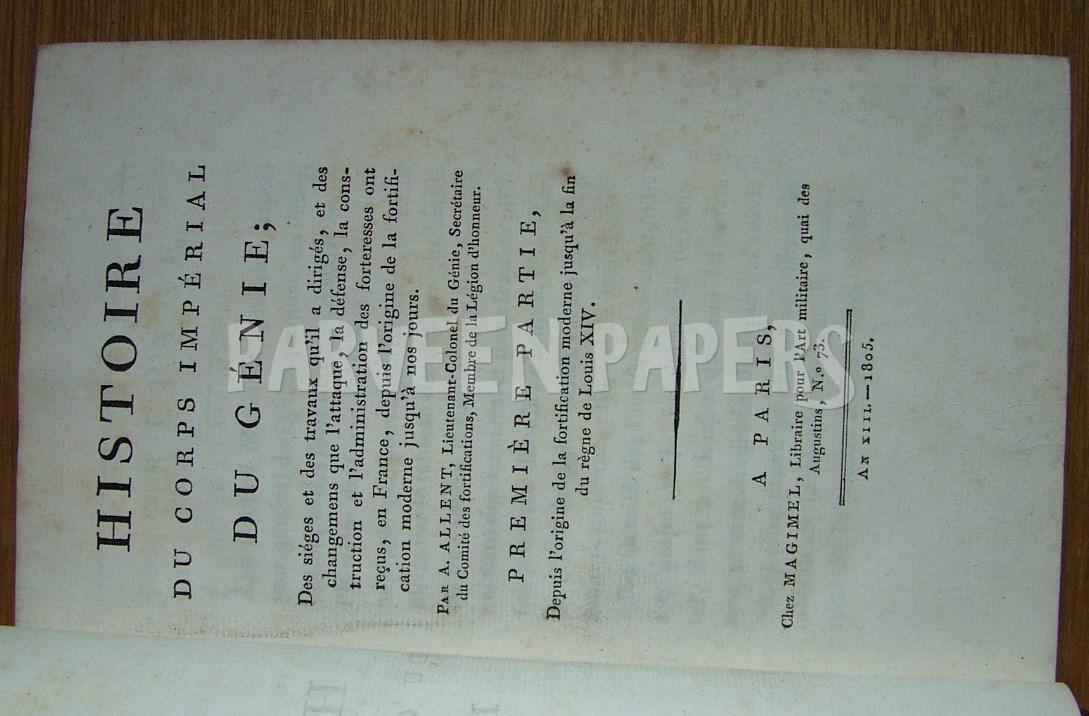 HISTOIRE
DU CORPS IMPÉRIAL
DU GÉNIE;
Des siéges et des travaux qu'il a dirigés, et des
changemens que l'attaque, la défense, la cons-
truction et l'administration des forteresses ont
reçus, en France, depuis l'origine de la fortifi-
cation moderne jusqu'à nos jours.
PAR A. ALLENT, Lieutenant-Colonel du Génie, Secrétaire
du Comité des fortifications, Membre de la Légion d'honneur.
PREMIÈRE PARTIE,
Depuis l'origine de la fortification moderne jusqu'à la fin
du règne de Louis XIV.
A PARIS,
Chez MAGIMEL, Libraire pour l'Art militaire, quai des
Augustins, N.º 73.
AN XIII.—1805.
PARVEEN PAPERS